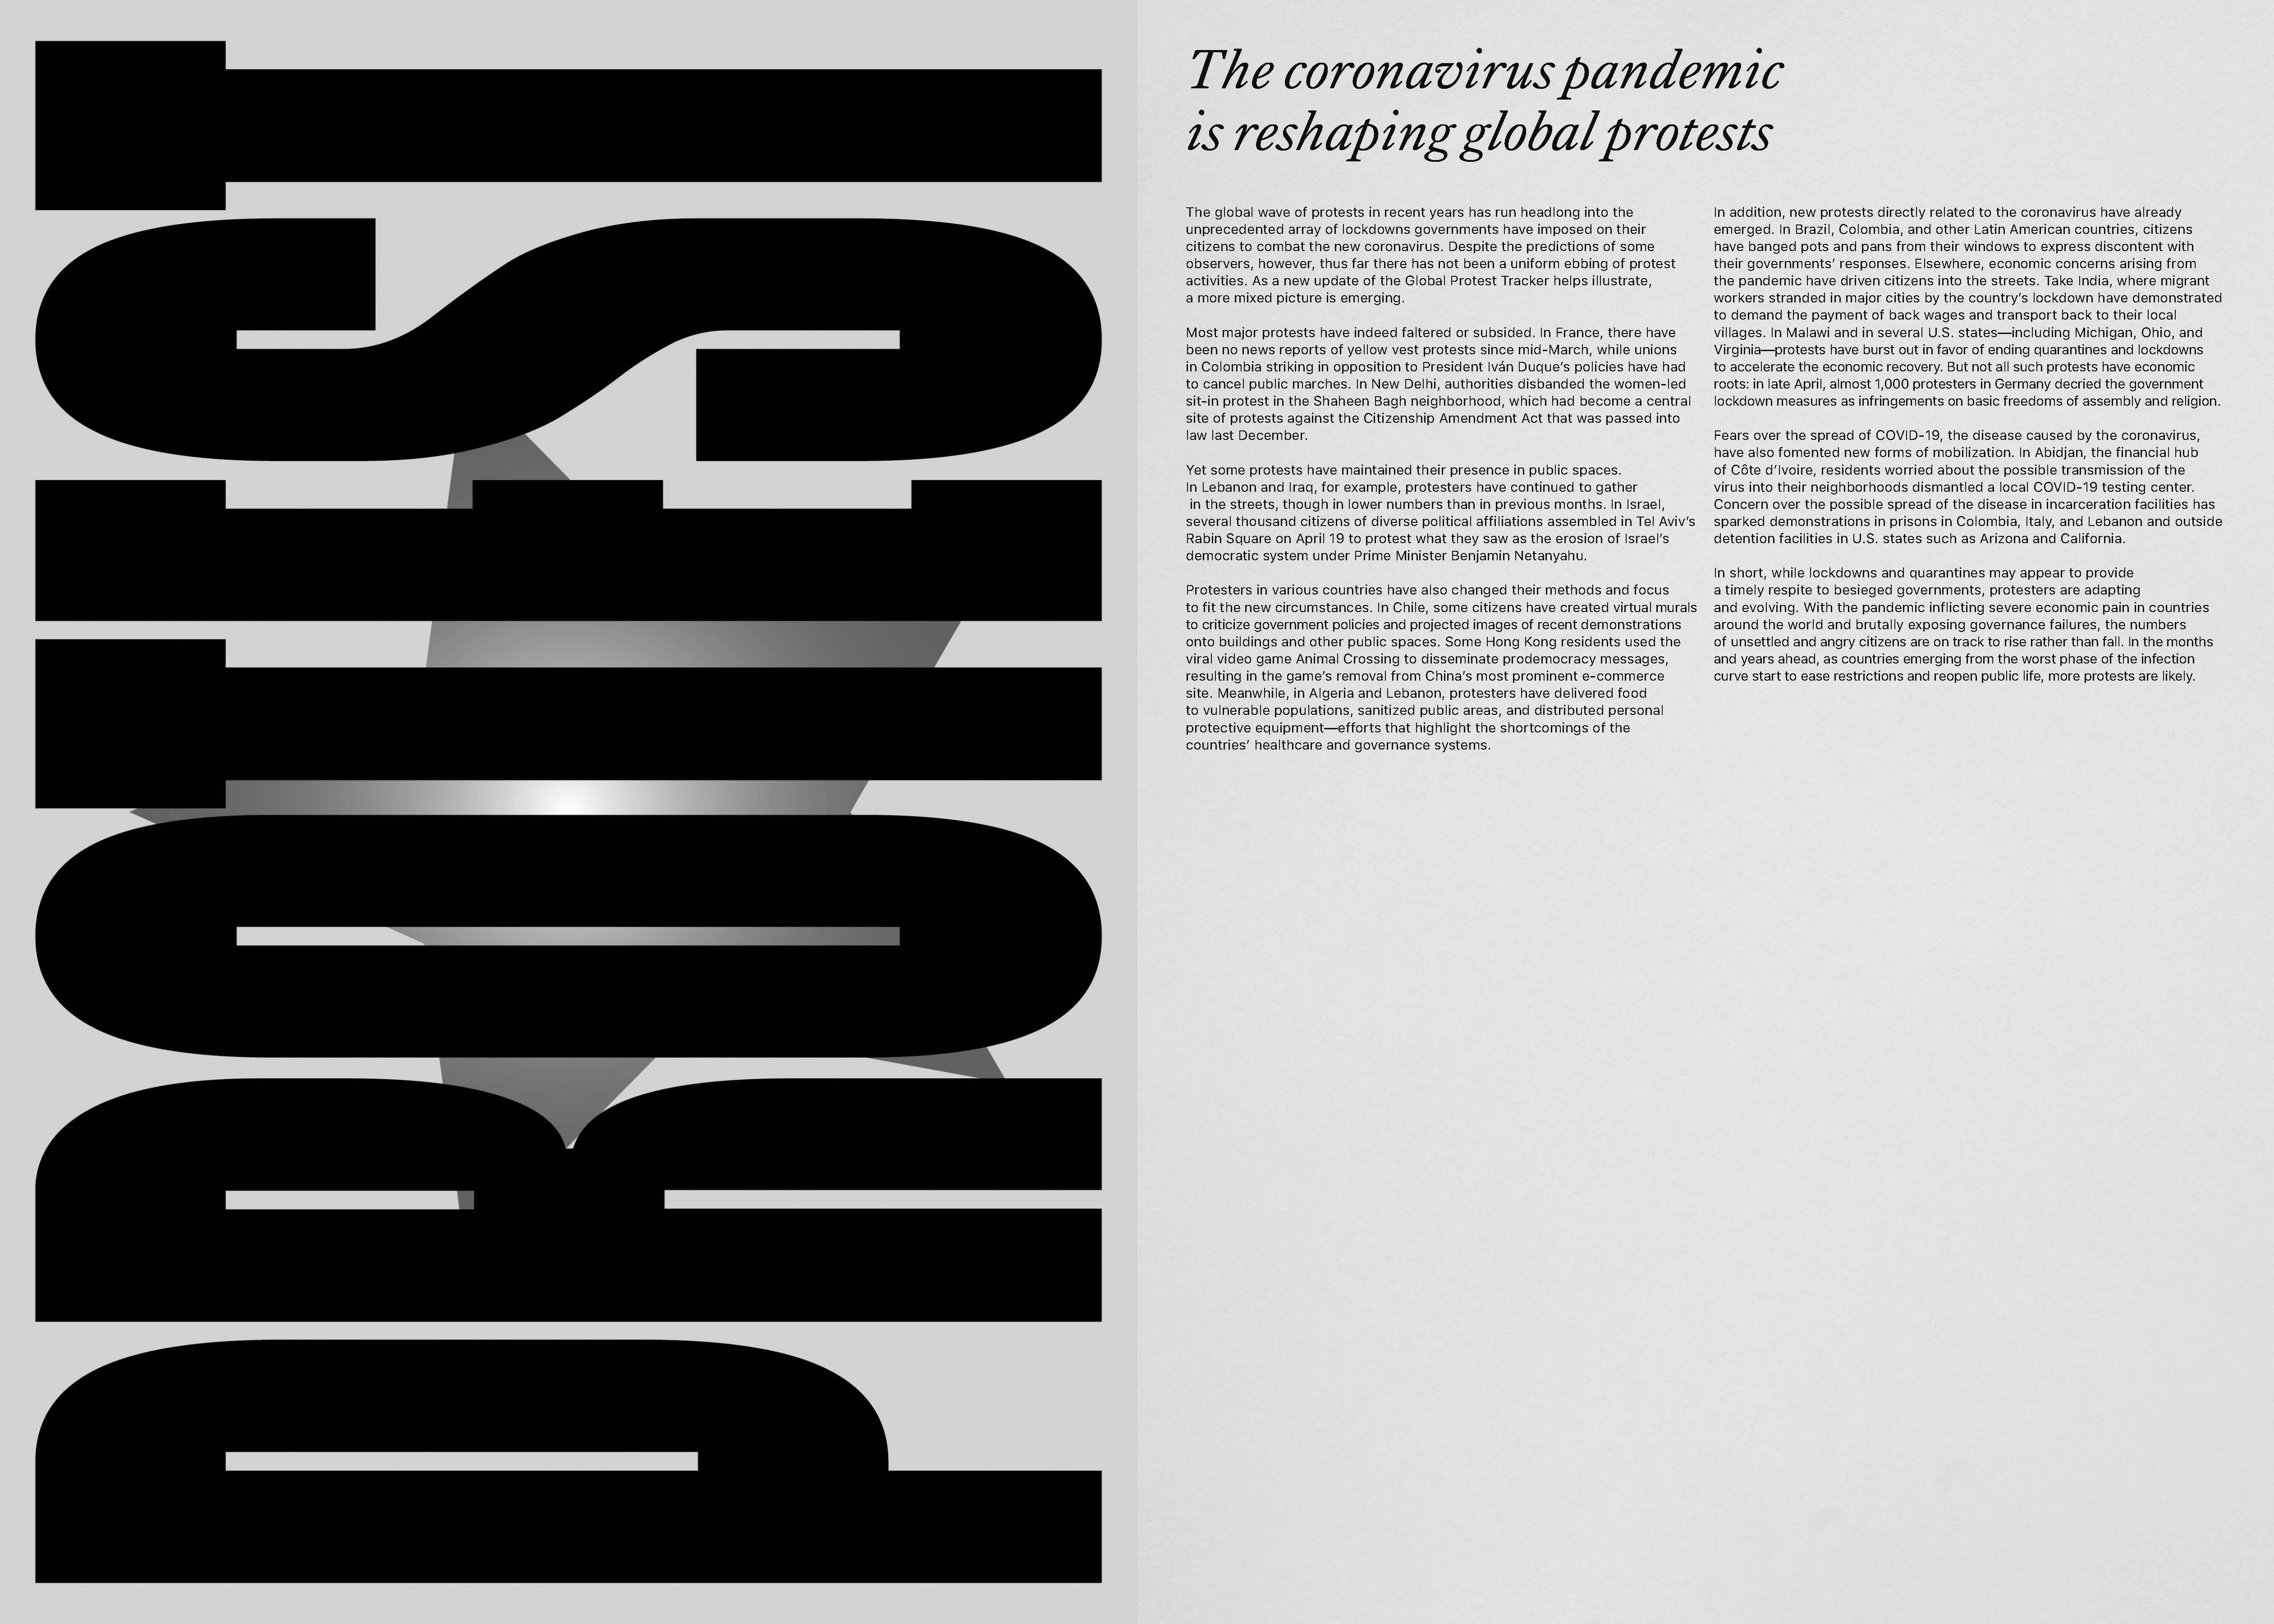 PROTEST
The coronavirus pandemic
is reshaping global protests
The global wave of protests in recent years has run headlong into the
unprecedented array of lockdowns governments have imposed on their
citizens to combat the new coronavirus. Despite the predictions of some
observers, however, thus far there has not been a uniform ebbing of protest
activities. As a new update of the Global Protest Tracker helps illustrate,
a more mixed picture is emerging.
Most major protests have indeed faltered or subsided. In France, there have
been no news reports of yellow vest protests since mid-March, while unions
in Colombia striking in opposition to President Iván Duque’s policies have had
to cancel public marches. In New Delhi, authorities disbanded the women-led
sit-in protest in the Shaheen Bagh neighborhood, which had become a central
site of protests against the Citizenship Amendment Act that was passed into
law last December.
Yet some protests have maintained their presence in public spaces.
In Lebanon and Iraq, for example, protesters have continued to gather
in the streets, though in lower numbers than in previous months. In Israel,
several thousand citizens of diverse political affiliations assembled in Tel Aviv’s
Rabin Square on April 19 to protest what they saw as the erosion of Israel’s
democratic system under Prime Minister Benjamin Netanyahu.
Protesters in various countries have also changed their methods and focus
to fit the new circumstances. In Chile, some citizens have created virtual murals
to criticize government policies and projected images of recent demonstrations
onto buildings and other public spaces. Some Hong Kong residents used the
viral video game Animal Crossing to disseminate prodemocracy messages,
resulting in the game’s removal from China’s most prominent e-commerce
site. Meanwhile, in Algeria and Lebanon, protesters have delivered food
to vulnerable populations, sanitized public areas, and distributed personal
protective equipment—efforts that highlight the shortcomings of the
countries’ healthcare and governance systems.
In addition, new protests directly related to the coronavirus have already
emerged. In Brazil, Colombia, and other Latin American countries, citizens
have banged pots and pans from their windows to express discontent with
their governments’ responses. Elsewhere, economic concerns arising from
the pandemic have driven citizens into the streets. Take India, where migrant
workers stranded in major cities by the country’s lockdown have demonstrated
to demand the payment of back wages and transport back to their local
villages. In Malawi and in several U.S. states—including Michigan, Ohio, and
Virginia—protests have burst out in favor of ending quarantines and lockdowns
to accelerate the economic recovery. But not all such protests have economic
roots: in late April, almost 1,000 protesters in Germany decried the government
lockdown measures as infringements on basic freedoms of assembly and religion.
Fears over the spread of COVID-19, the disease caused by the coronavirus,
have also fomented new forms of mobilization. In Abidjan, the financial hub
of Côte d’Ivoire, residents worried about the possible transmission of the
virus into their neighborhoods dismantled a local COVID-19 testing center.
Concern over the possible spread of the disease in incarceration facilities has
sparked demonstrations in prisons in Colombia, Italy, and Lebanon and outside
detention facilities in U.S. states such as Arizona and California.
In short, while lockdowns and quarantines may appear to provide
a timely respite to besieged governments, protesters are adapting
and evolving. With the pandemic inflicting severe economic pain in countries
around the world and brutally exposing governance failures, the numbers
of unsettled and angry citizens are on track to rise rather than fall. In the months
and years ahead, as countries emerging from the worst phase of the infection
curve start to ease restrictions and reopen public life, more protests are likely.